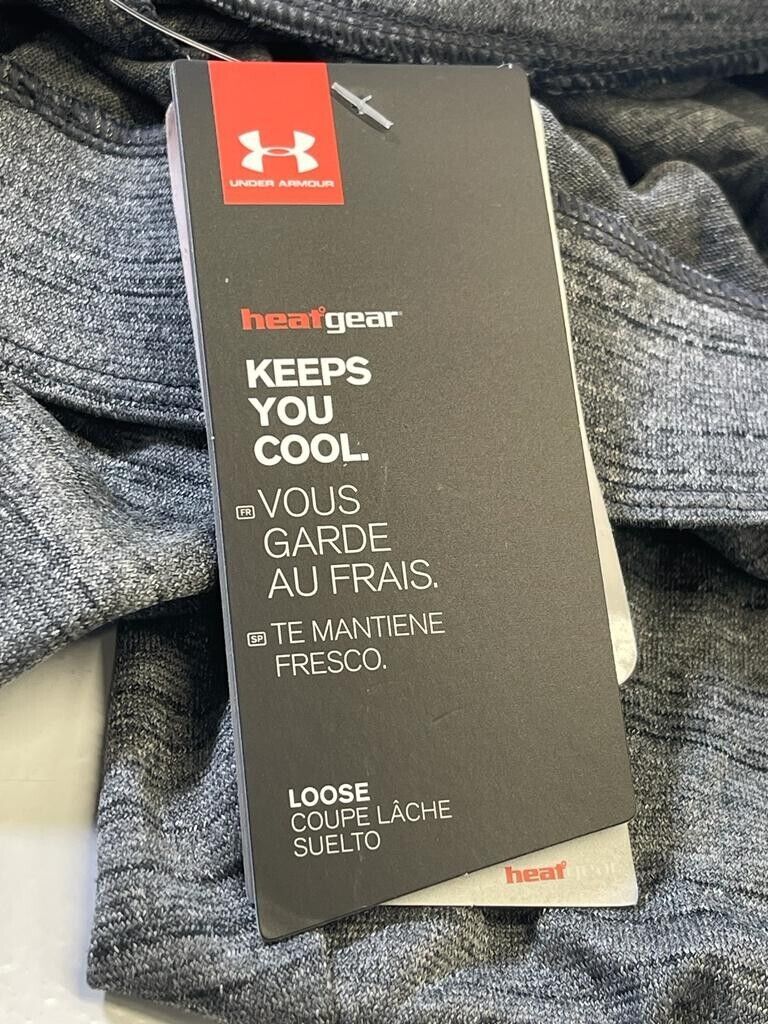 UNDER ARMOUR
heatgear
KEEPS
YOU
COOL.
FR VOUS
GARDE
AU FRAIS.
SP TE MANTIENE
FRESCO.
LOOSE
COUPE LÂCHE
SUELTO
heatgear